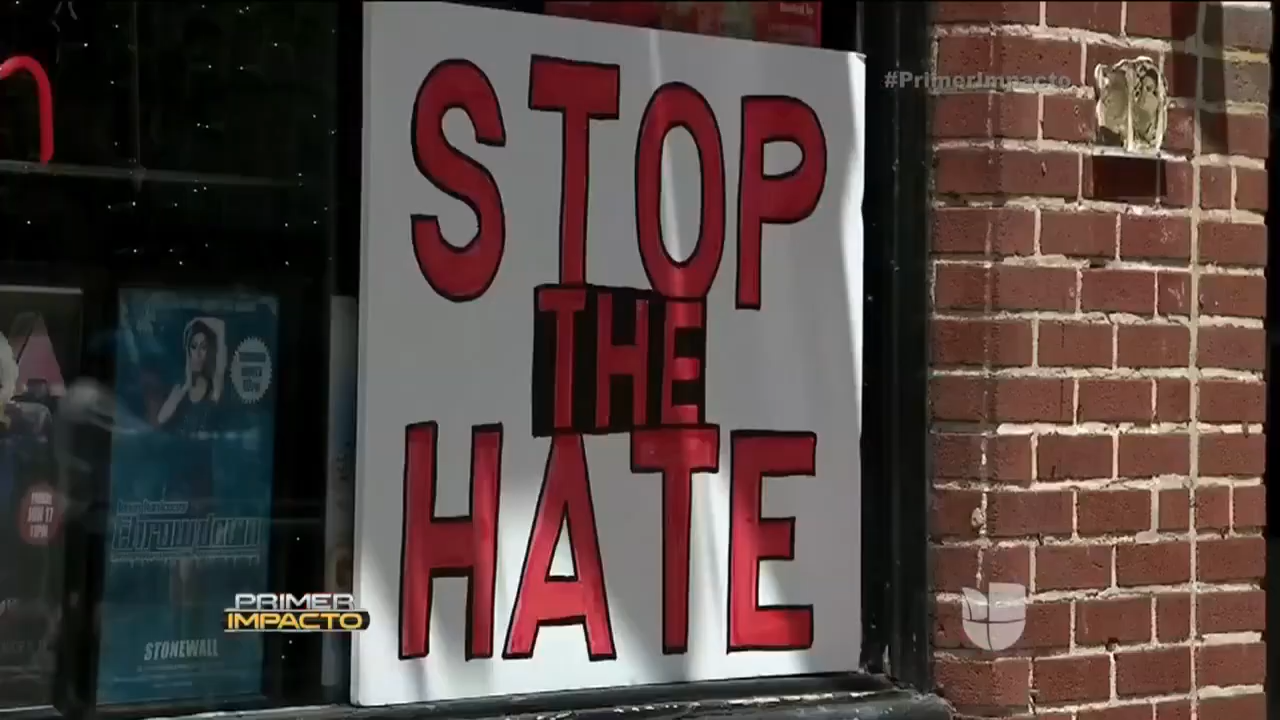 #PrimerImpacto
STOP
THE
HATE
PRIMER
IMPACTO
STONEWALL